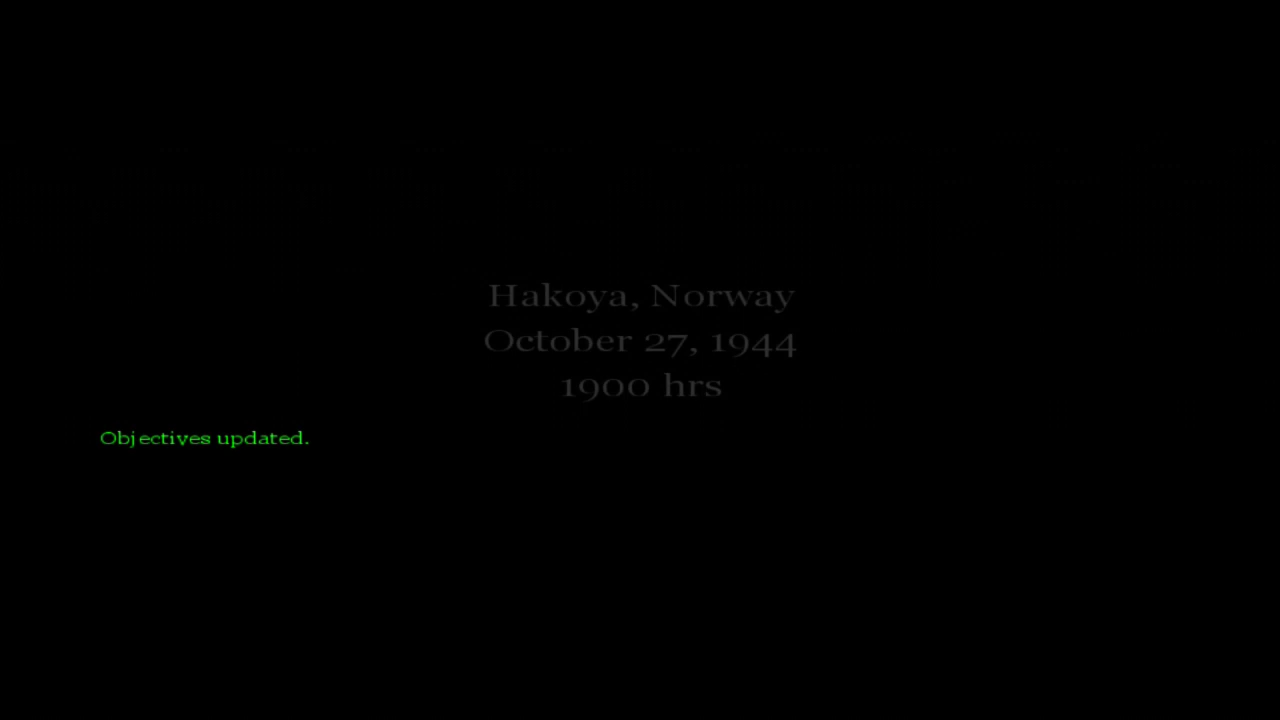 Hakoya, Norway
October 27, 1944
1900 hrs
Objectives updated.